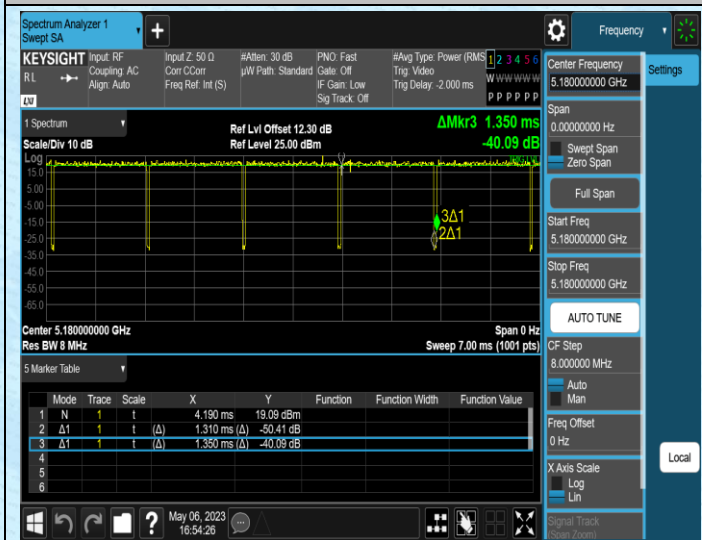 Spectrum Analyzer 1
Swept SA
Frequency
KEYSIGHT
RL
LXI
Input: RF
Coupling: AC
Align: Auto
Input Z: 50 Ω
Corr CCorr
Freq Ref: Int (S)
#Atten: 30 dB
µW Path: Standard
PNO: Fast
Gate: Off
IF Gain: Low
Sig Track: Off
#Avg Type: Power (RMS
Trig: Video
Trig Delay: -2.000 ms
1 2 3 4 5 6
W W W W W W
P P P P P P
1 Spectrum
Scale/Div 10 dB
Ref Lvl Offset 12.30 dB
Ref Level 25.00 dBm
ΔMkr3 1.350 ms
-40.09 dB
Log
15.0
5.00
-5.00
-15.0
-25.0
-35.0
-45.0
-55.0
-65.0
3Δ1
2Δ1
Center 5.180000000 GHz
Res BW 8 MHz
Span 0 Hz
Sweep 7.00 ms (1001 pts)
5 Marker Table
Mode Trace Scale X Y Function Function Width Function Value
1 N 1 t 4.190 ms 19.09 dBm
2 Δ1 1 t (Δ) 1.310 ms (Δ) -50.41 dB
3 Δ1 1 t (Δ) 1.350 ms (Δ) -40.09 dB
4
5
6
May 06, 2023
16:54:26
Center Frequency
5.180000000 GHz
Span
0.00000000 Hz
Swept Span
Zero Span
Full Span
Start Freq
5.180000000 GHz
Stop Freq
5.180000000 GHz
AUTO TUNE
CF Step
8.000000 MHz
Auto
Man
Freq Offset
0 Hz
X Axis Scale
Log
Lin
Signal Track
(Span Zoom)
Settings
Local